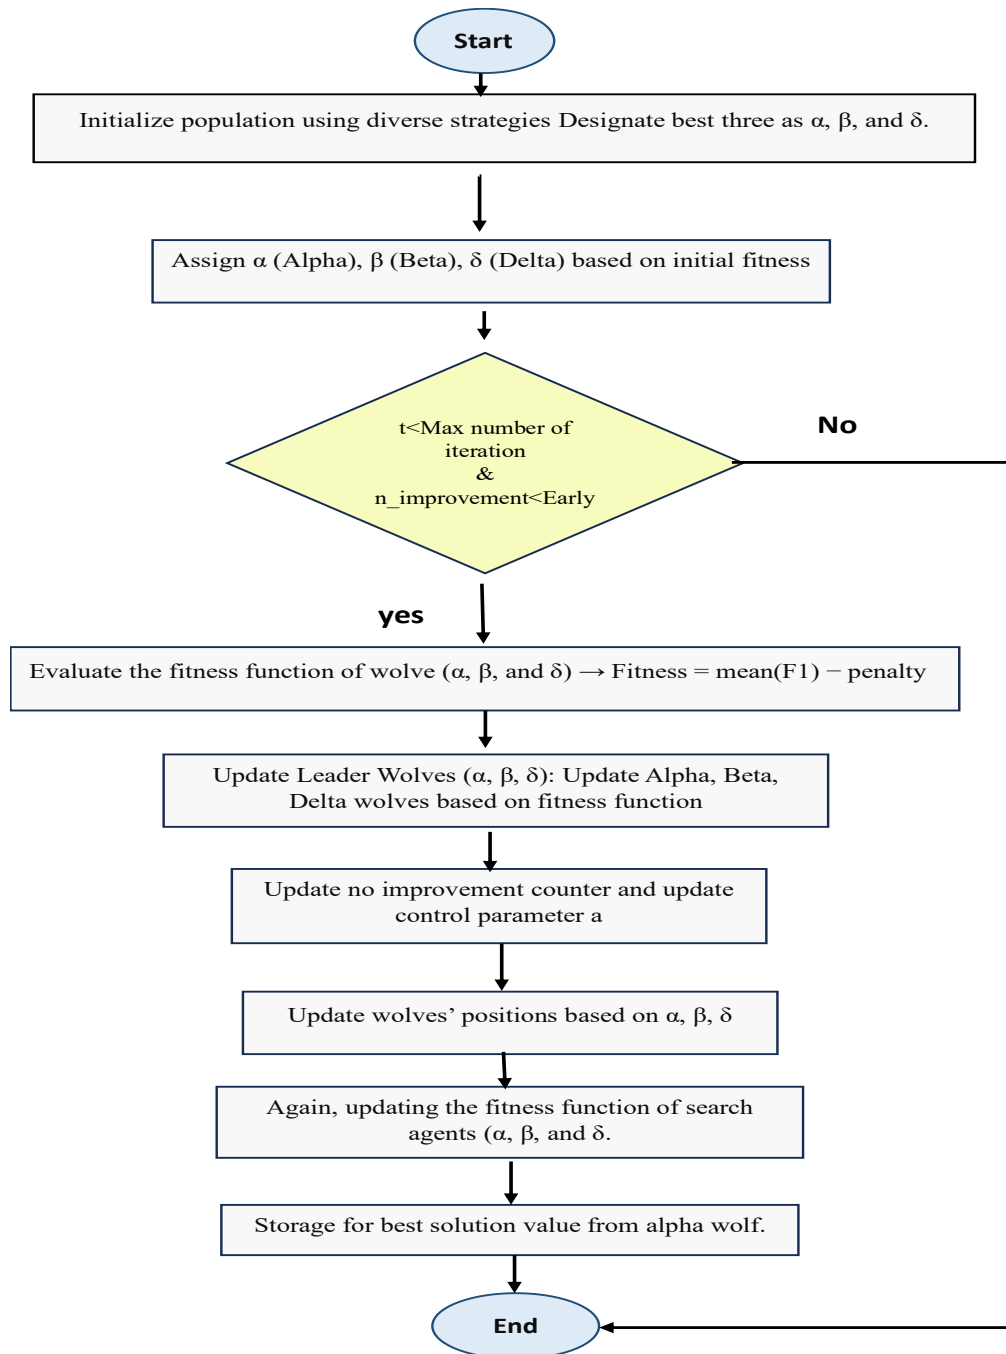 Start
Initialize population using diverse strategies Designate best three as α, β, and δ.
Assign α (Alpha), β (Beta), δ (Delta) based on initial fitness
t<Max number of
iteration
&
n_improvement<Early
No
yes
Evaluate the fitness function of wolve (α, β, and δ) → Fitness = mean(F1) − penalty
Update Leader Wolves (α, β, δ): Update Alpha, Beta,
Delta wolves based on fitness function
Update no improvement counter and update
control parameter a
Update wolves’ positions based on α, β, δ
Again, updating the fitness function of search
agents (α, β, and δ.
Storage for best solution value from alpha wolf.
End